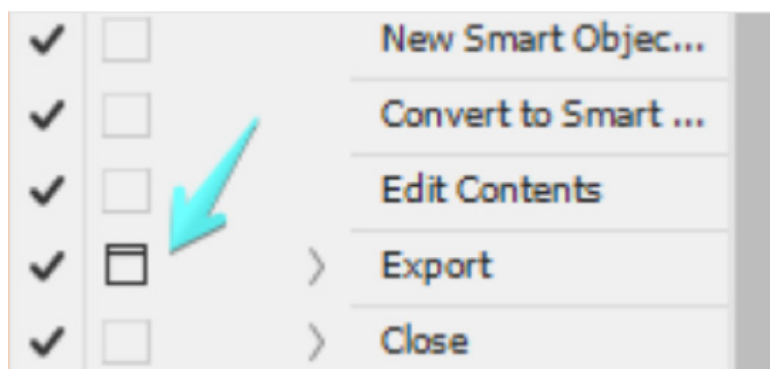 New Smart Objec...
Convert to Smart ...
Edit Contents
Export
Close